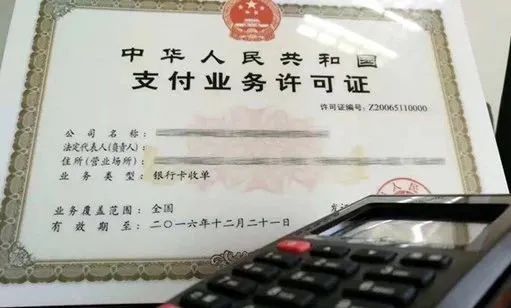 中华人民共和国
支付业务许可证
许可证编号: Z20065110000
公司名称:
法定代表人(负责人):
住所(营业场所):
业务类型: 银行卡收单
业务覆盖范围: 全国
有效期至: 二〇一六年十二月二十一日